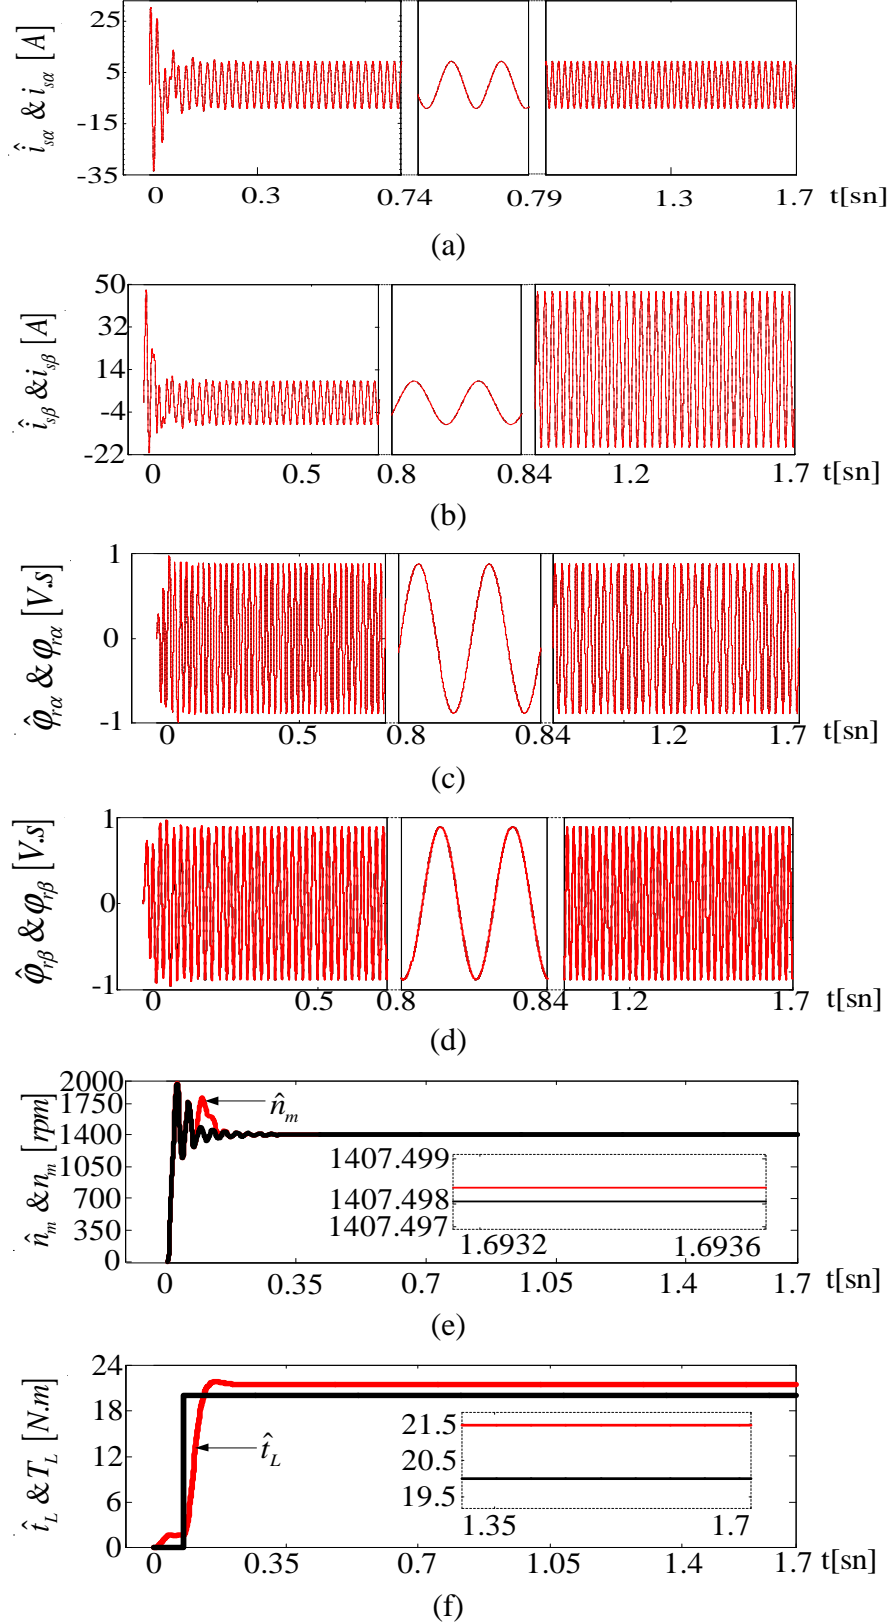 î_sα & i_sα [A]
25
5
-15
-35
0 0.3 0.74 0.79 1.3 1.7 t[sn]
(a)
î_sβ & i_sβ [A]
50
32
14
-4
-22
0 0.5 0.8 0.84 1.2 1.7 t[sn]
(b)
φ̂_rα & φ_rα [V.s]
1
0
-1
0 0.5 0.8 0.84 1.2 1.7 t[sn]
(c)
φ̂_rβ & φ_rβ [V.s]
1
0
-1
0.5 0.8 0.84 1.2 1.7 t[sn]
0
(d)
n̂_m & n_m [rpm]
2000
1750
1400
1050
700
350
0
n̂_m
1407.499
1407.498
1407.497
1.6932 1.6936
0 0.35 0.7 1.05 1.4 1.7 t[sn]
(e)
t̂_L & T_L [N.m]
24
18
12
6
0
t̂_L
21.5
20.5
19.5
1.35 1.7
0 0.35 0.7 1.05 1.4 1.7 t[sn]
(f)